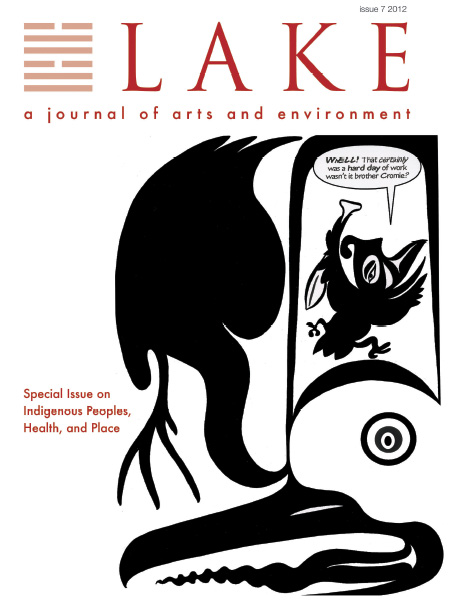 issue 7 2012
LAKE
a journal of arts and environment
WHELL! That certainly
was a hard day of work
wasn't it brother Cromie?
Special Issue on
Indigenous Peoples,
Health, and Place